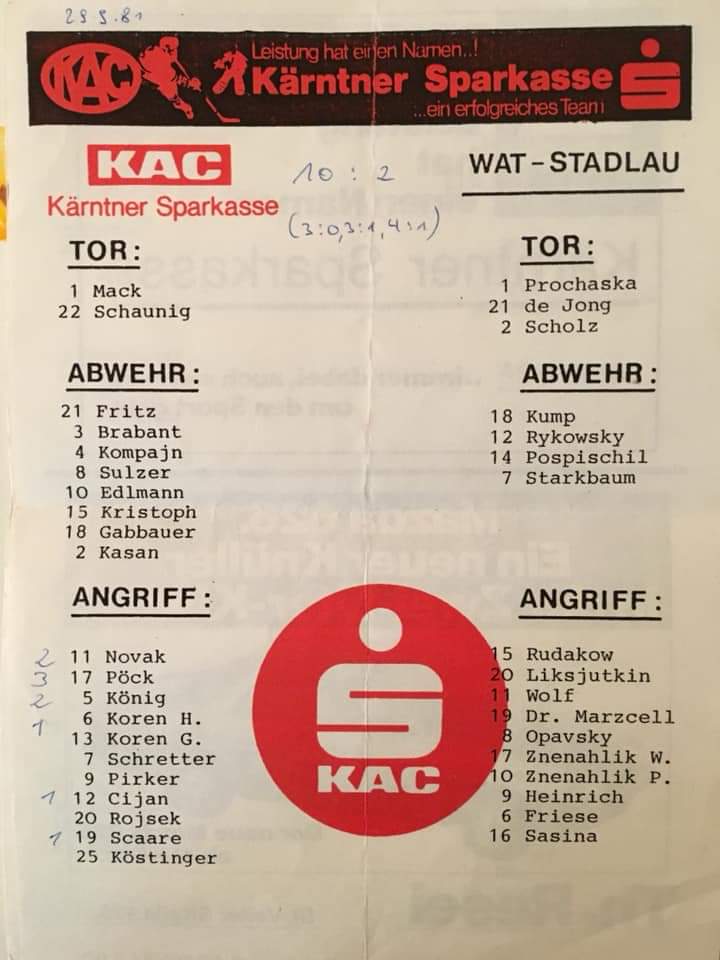 29 9. 81
KAC
Leistung hat einen Namen..!
Kärntner Sparkasse
...ein erfolgreiches Team
KAC
Kärntner Sparkasse
10 : 2
(3:0, 3:1, 4:1)
WAT-STADLAU
TOR:
1 Mack
22 Schaunig
TOR:
1 Prochaska
21 de Jong
2 Scholz
ABWEHR:
21 Fritz
3 Brabant
4 Kompajn
8 Sulzer
10 Edlmann
15 Kristoph
18 Gabbauer
2 Kasan
ABWEHR:
18 Kump
12 Rykowsky
14 Pospischil
7 Starkbaum
ANGRIFF:
2 11 Novak
3 17 Pöck
2 5 König
1 6 Koren H.
13 Koren G.
7 Schretter
9 Pirker
1 12 Cijan
20 Rojsek
1 19 Scaare
25 Köstinger
KAC
ANGRIFF:
15 Rudakow
20 Liksjutkin
11 Wolf
19 Dr. Marzcell
8 Opavsky
17 Znenahlik W.
10 Znenahlik P.
9 Heinrich
6 Friese
16 Sasina